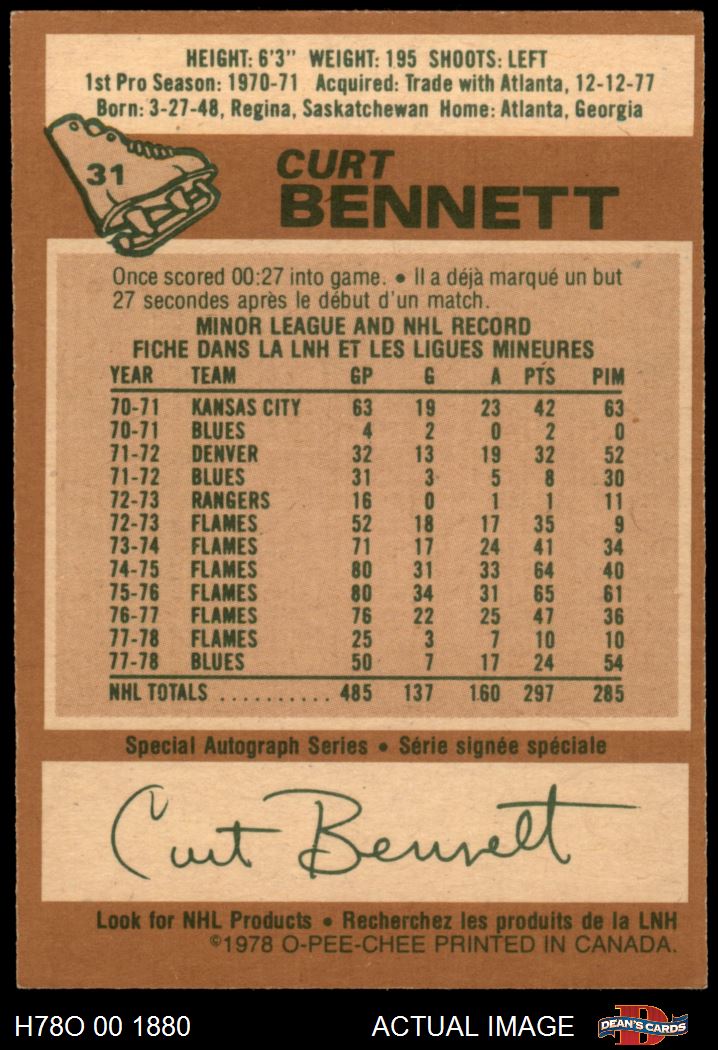 HEIGHT: 6'3" WEIGHT: 195 SHOOTS: LEFT
1st Pro Season: 1970-71 Acquired: Trade with Atlanta, 12-12-77
Born: 3-27-48, Regina, Saskatchewan Home: Atlanta, Georgia
31
CURT
BENNETT
Once scored 00:27 into game. • Il a déjà marqué un but
27 secondes après le début d'un match.
MINOR LEAGUE AND NHL RECORD
FICHE DANS LA LNH ET LES LIGUES MINEURES
YEAR TEAM GP G A PTS PIM
70-71 KANSAS CITY 63 19 23 42 63
70-71 BLUES 4 2 0 2 0
71-72 DENVER 32 13 19 32 52
71-72 BLUES 31 3 5 8 30
72-73 RANGERS 16 0 1 1 11
72-73 FLAMES 52 18 17 35 9
73-74 FLAMES 71 17 24 41 34
74-75 FLAMES 80 31 33 64 40
75-76 FLAMES 80 34 31 65 61
76-77 FLAMES 76 22 25 47 36
77-78 FLAMES 25 3 7 10 10
77-78 BLUES 50 7 17 24 54
NHL TOTALS .......... 485 137 160 297 285
Special Autograph Series • Série signée spéciale
Curt Bennett
Look for NHL Products • Recherchez les produits de la LNH
©1978 O-PEE-CHEE PRINTED IN CANADA.
H78O 00 1880 ACTUAL IMAGE DEAN'S CARDS